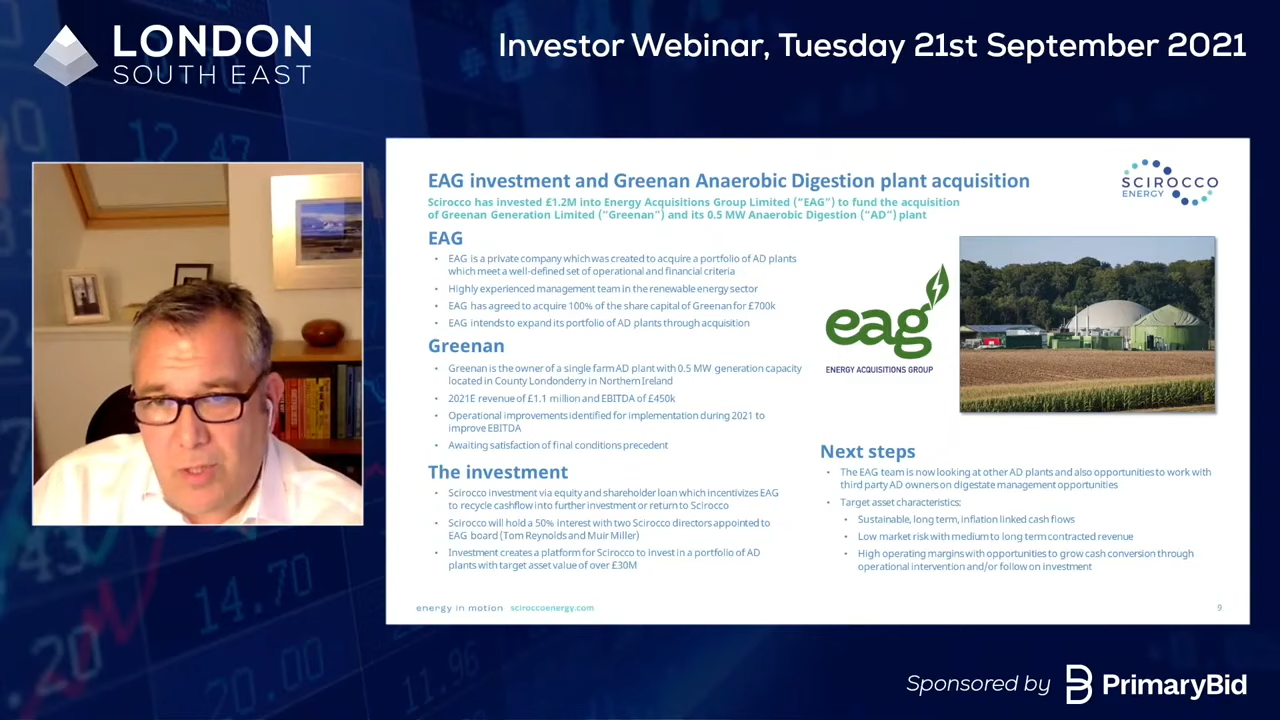 LONDON
SOUTH EAST
Investor Webinar, Tuesday 21st September 2021
EAG investment and Greenan Anaerobic Digestion plant acquisition
Scirocco has invested £1.2M into Energy Acquisitions Group Limited ("EAG") to fund the acquisition
of Greenan Generation Limited ("Greenan") and its 0.5 MW Anaerobic Digestion ("AD") plant
SCIROCCO
ENERGY
EAG
• EAG is a private company which was created to acquire a portfolio of AD plants
which meet a well-defined set of operational and financial criteria
• Highly experienced management team in the renewable energy sector
• EAG has agreed to acquire 100% of the share capital of Greenan for £700k
• EAG intends to expand its portfolio of AD plants through acquisition
Greenan
• Greenan is the owner of a single farm AD plant with 0.5 MW generation capacity
located in County Londonderry in Northern Ireland
• 2021E revenue of £1.1 million and EBITDA of £450k
• Operational improvements identified for implementation during 2021 to
improve EBITDA
• Awaiting satisfaction of final conditions precedent
The investment
• Scirocco investment via equity and shareholder loan which incentivizes EAG
to recycle cashflow into further investment or return to Scirocco
• Scirocco will hold a 50% interest with two Scirocco directors appointed to
EAG board (Tom Reynolds and Muir Miller)
• Investment creates a platform for Scirocco to invest in a portfolio of AD
plants with target asset value of over £30M
eag
ENERGY ACQUISITIONS GROUP
Next steps
• The EAG team is now looking at other AD plants and also opportunities to work with
third party AD owners on digestate management opportunities
• Target asset characteristics:
• Sustainable, long term, inflation linked cash flows
• Low market risk with medium to long term contracted revenue
• High operating margins with opportunities to grow cash conversion through
operational intervention and/or follow on investment
energy in motion sciroccoenergy.com
9
12
47
43
14.70
.20
20.00
11.96
Sponsored by PrimaryBid